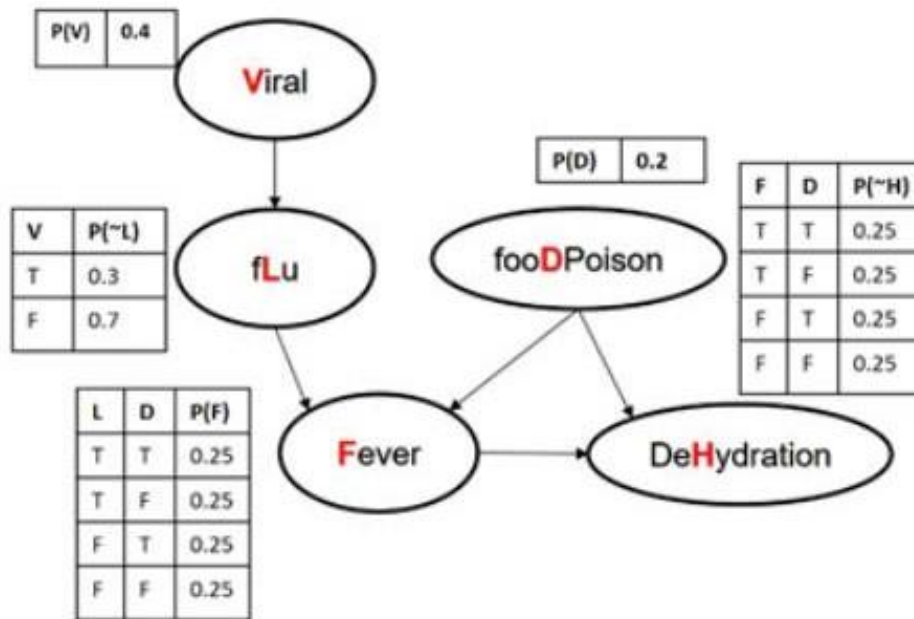 P(V) 0.4
Viral
P(D) 0.2
F D P(~H)
T T 0.25
T F 0.25
F T 0.25
F F 0.25
V P(~L)
T 0.3
F 0.7
fLu
fooDPoison
L D P(F)
T T 0.25
T F 0.25
F T 0.25
F F 0.25
Fever
DeHydration